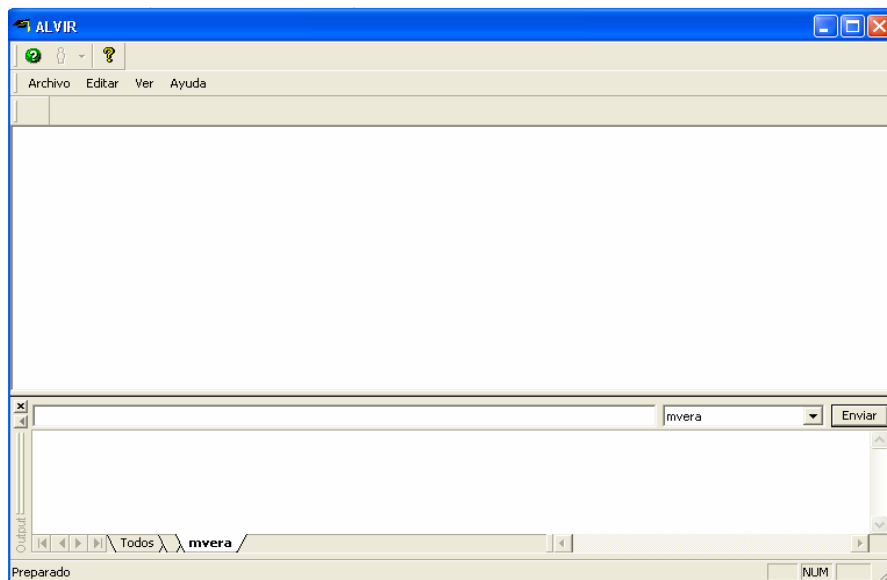 ALVIR
Archivo Editar Ver Ayuda
mvera Enviar
Output
Todos mvera
Preparado NUM